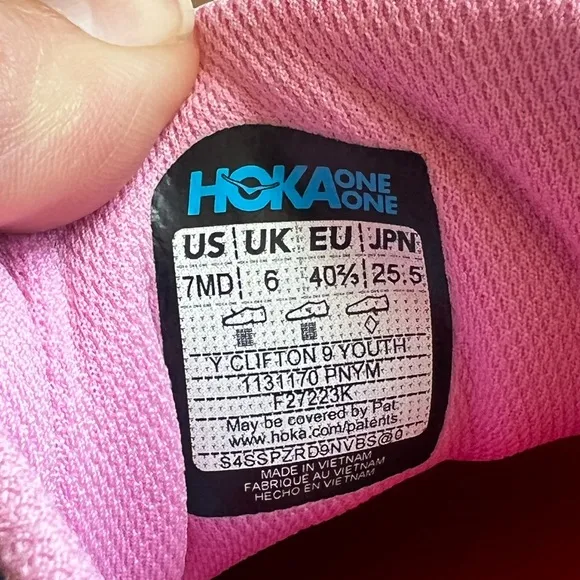 HOKA ONE ONE
US UK EU JPN
7MD 6 40⅔ 25.5
Y CLIFTON 9 YOUTH
1131170 PNYM
F27223K
May be covered by Pat.
www.hoka.com/patents
S4SSPZRD9NVBS@0
MADE IN VIETNAM
FABRIQUE AU VIETNAM
HECHO EN VIETNAM